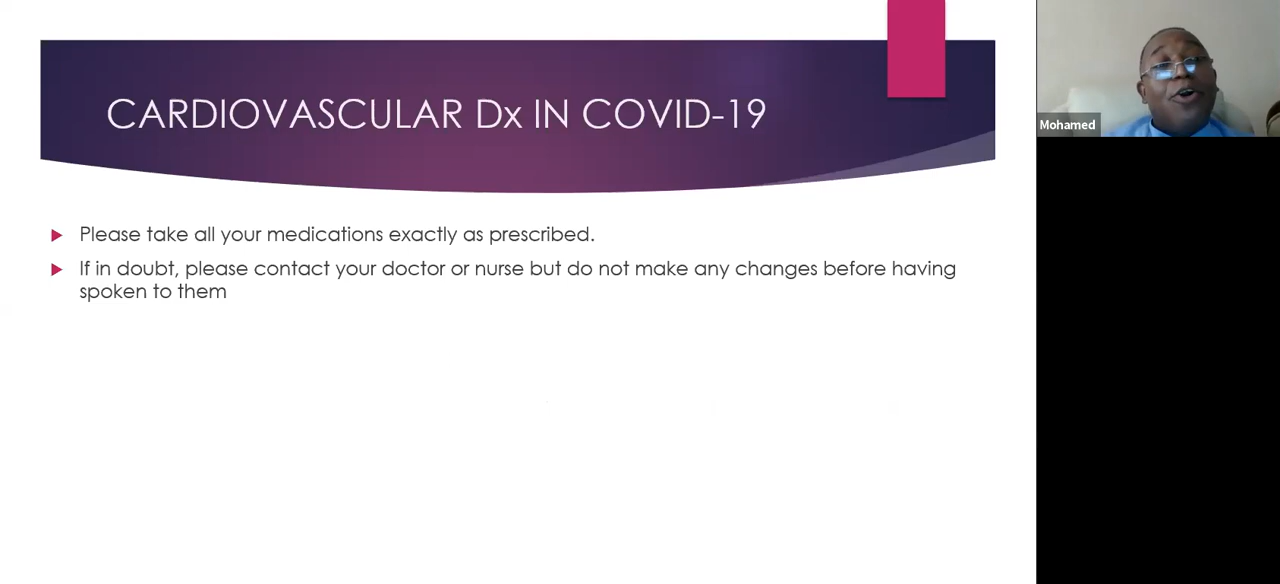 CARDIOVASCULAR Dx IN COVID-19
Mohamed
Please take all your medications exactly as prescribed.
If in doubt, please contact your doctor or nurse but do not make any changes before having
spoken to them